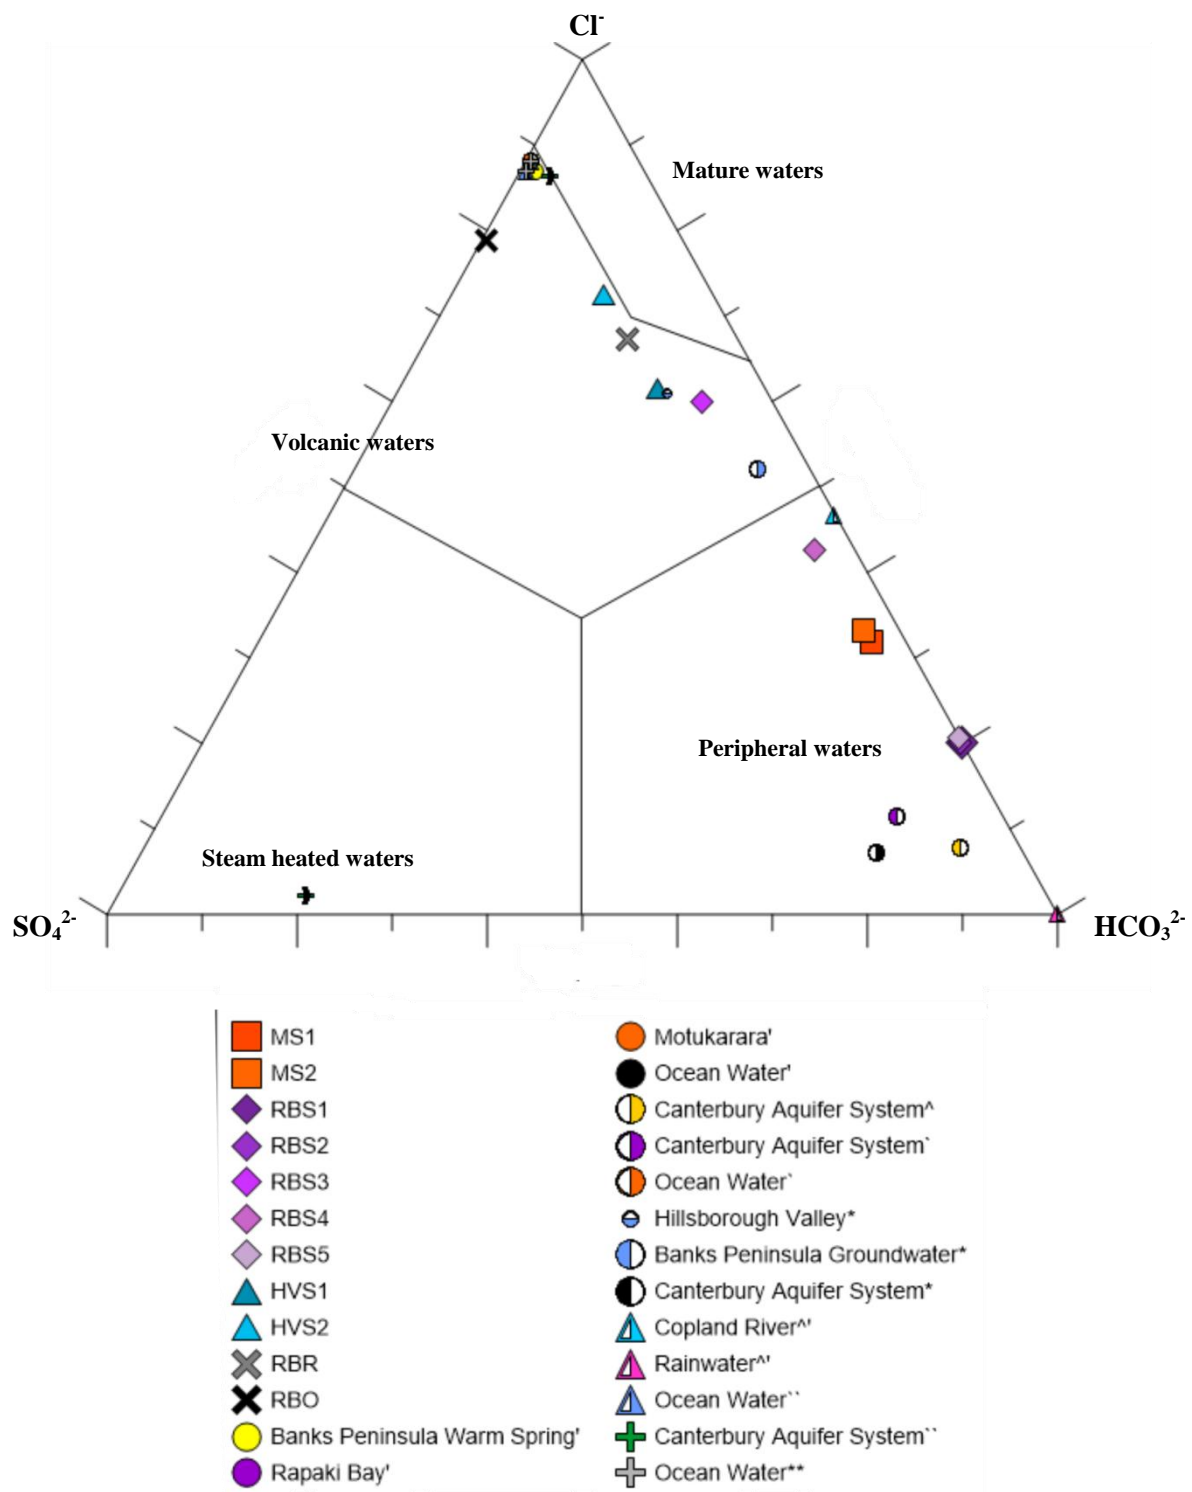 Cl-
Mature waters
Volcanic waters
Peripheral waters
Steam heated waters
SO₄²⁻
HCO₃²⁻
MS1
MS2
RBS1
RBS2
RBS3
RBS4
RBS5
HVS1
HVS2
RBR
RBO
Banks Peninsula Warm Spring'
Rapaki Bay'
Motukarara'
Ocean Water'
Canterbury Aquifer System^
Canterbury Aquifer System`
Ocean Water`
Hillsborough Valley*
Banks Peninsula Groundwater*
Canterbury Aquifer System*
Copland River^'
Rainwater^'
Ocean Water``
Canterbury Aquifer System``
Ocean Water**